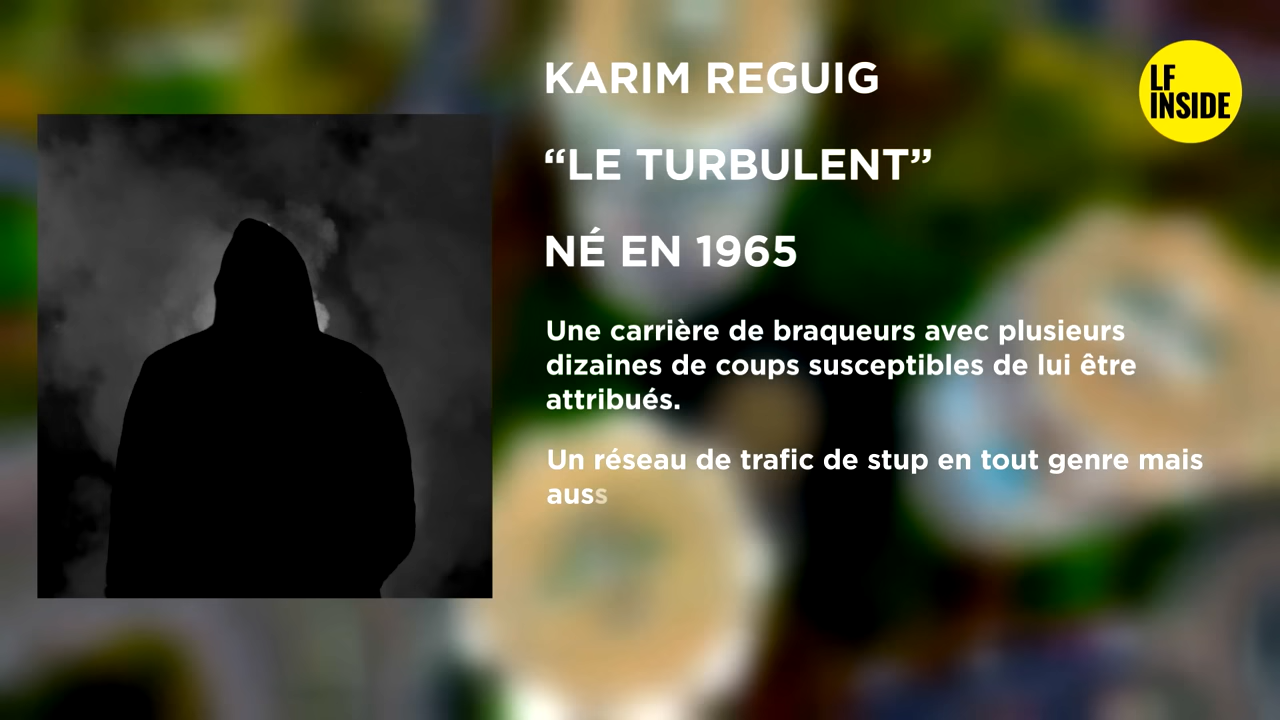 KARIM REGUIG
LF
INSIDE
“LE TURBULENT”
NÉ EN 1965
Une carrière de braqueurs avec plusieurs
dizaines de coups susceptibles de lui être
attribués.
Un réseau de trafic de stup en tout genre mais
auss